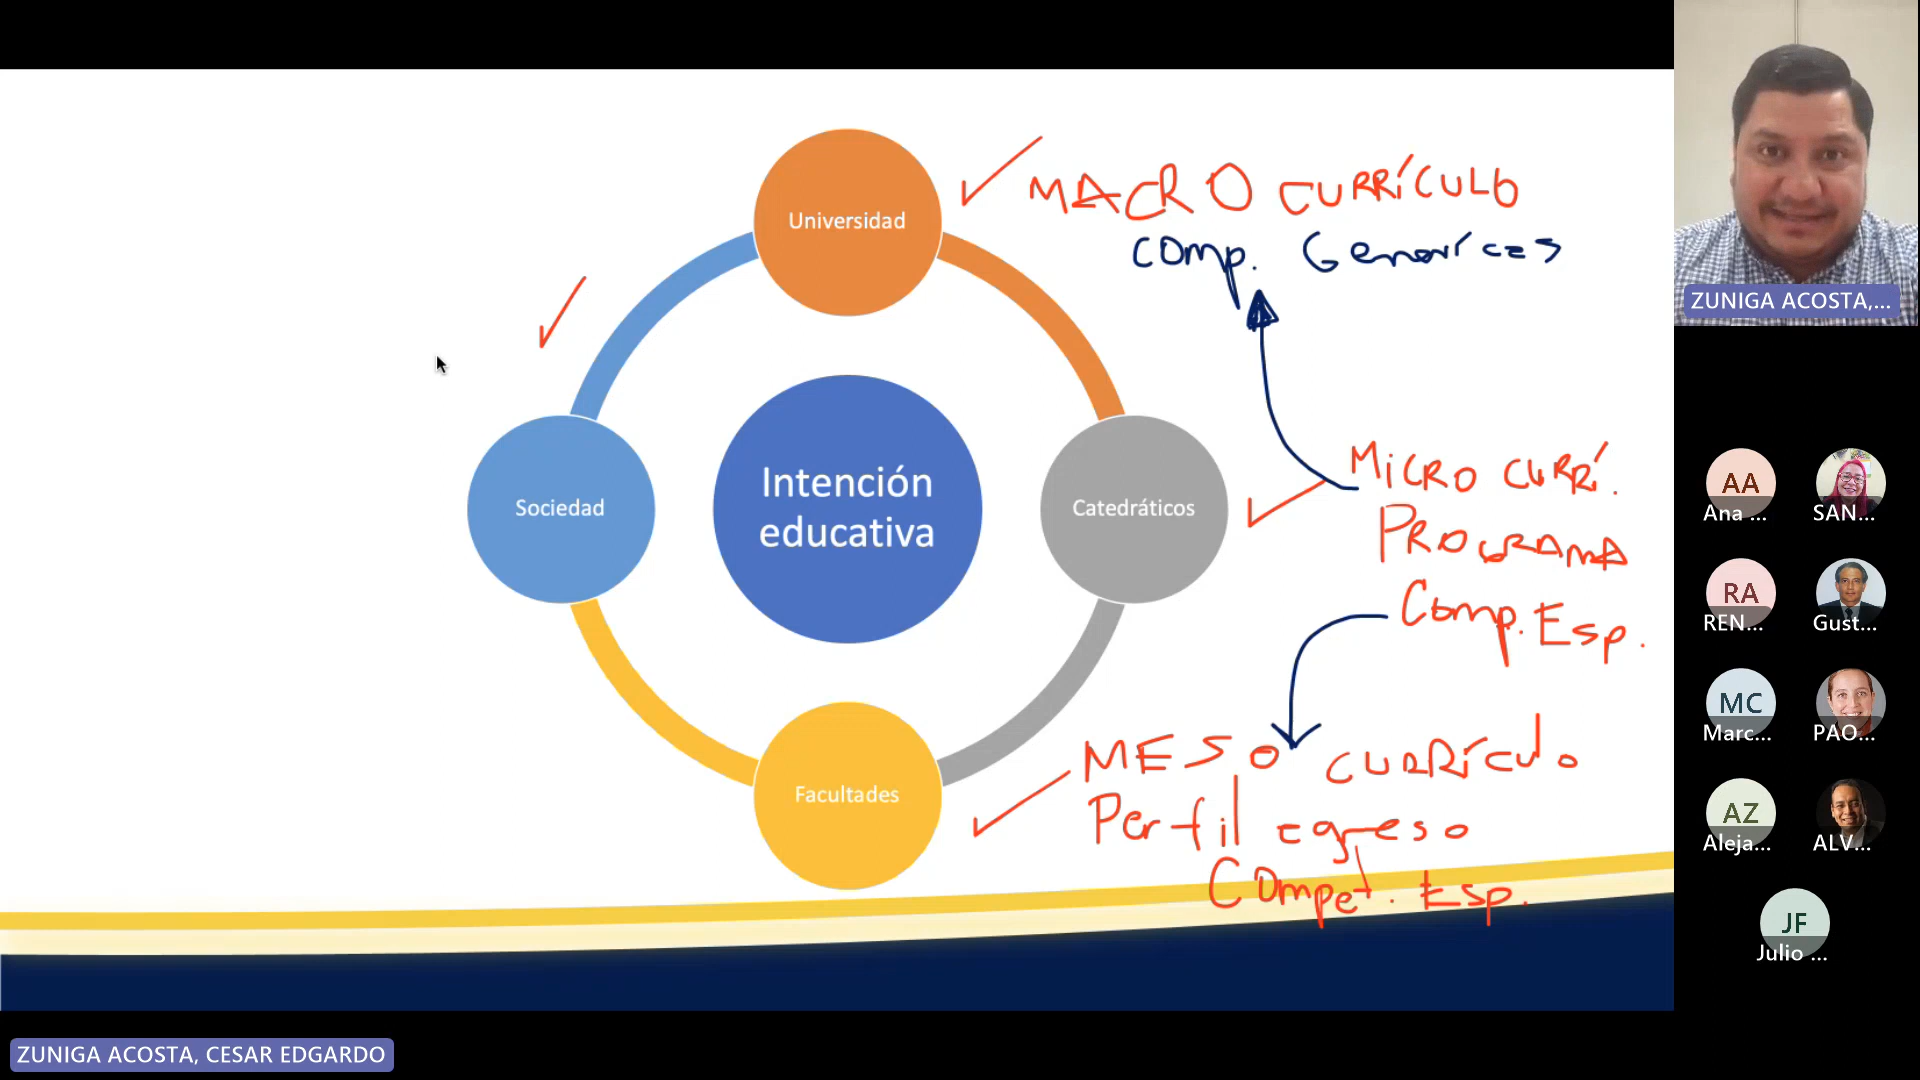 Universidad
MACRO CURRÍCULO
comp. Genéricas
Sociedad
Intención
educativa
Catedráticos
MICRO CURRÍ.
PROGRAMA
Comp. Esp.
Facultades
MESO CURRÍCULO
Perfil egreso
Compet. Esp.
ZUNIGA ACOSTA,...
AA
Ana ...
SAN...
RA
REN...
Gust...
MC
Marc...
PAO...
AZ
Aleja...
ALV...
JF
Julio ...
ZUNIGA ACOSTA, CESAR EDGARDO